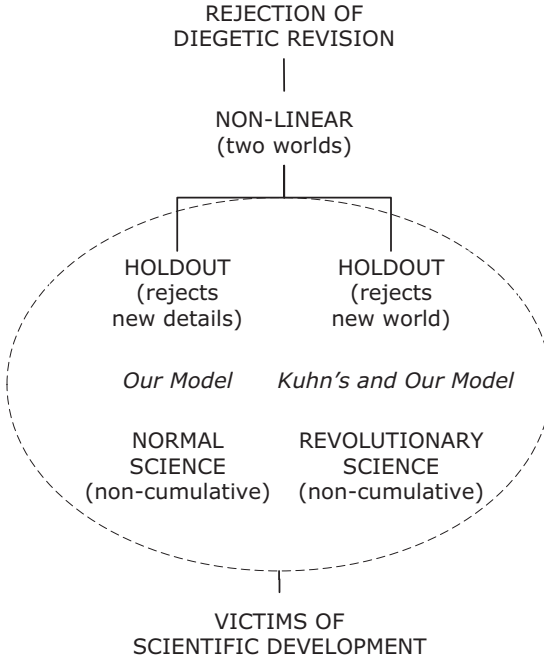 REJECTION OF
DIEGETIC REVISION
NON-LINEAR
(two worlds)
HOLDOUT
(rejects
new details)
HOLDOUT
(rejects
new world)
Our Model
Kuhn's and Our Model
NORMAL
SCIENCE
(non-cumulative)
REVOLUTIONARY
SCIENCE
(non-cumulative)
VICTIMS OF
SCIENTIFIC DEVELOPMENT